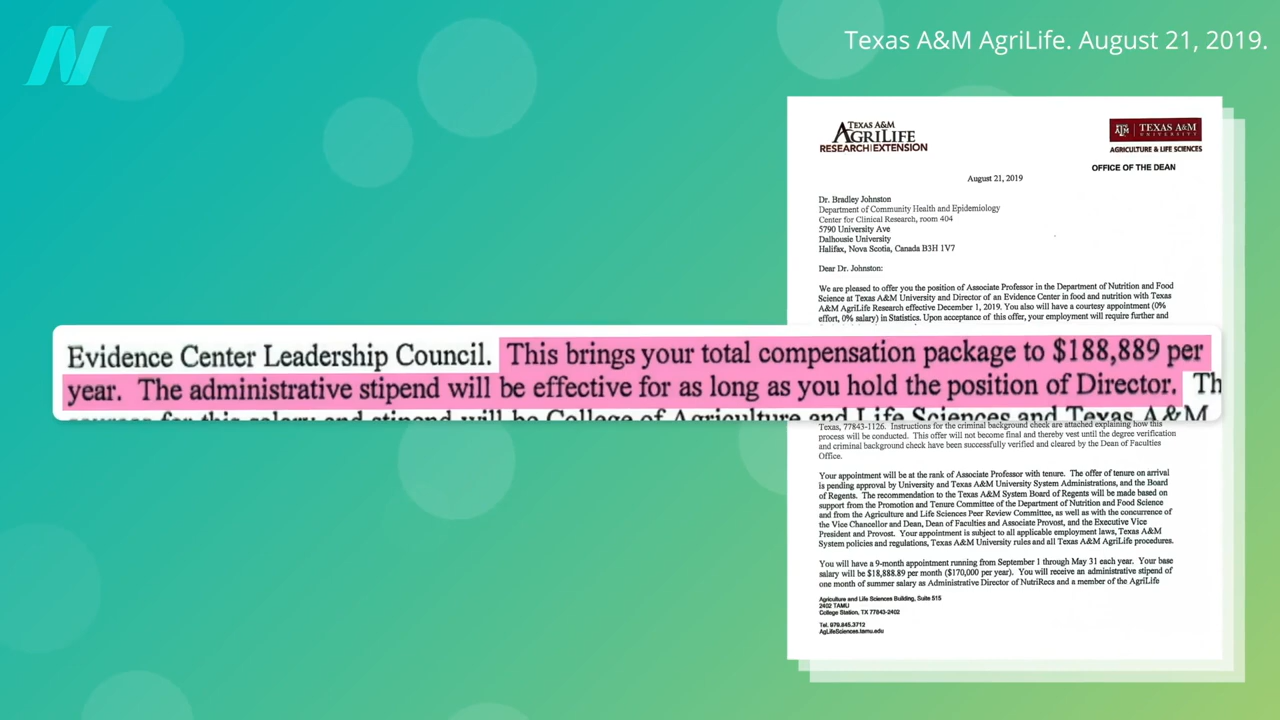 Texas A&M AgriLife. August 21, 2019.
TEXAS A&M
AGRILIFE
RESEARCH | EXTENSION
TEXAS A&M
UNIVERSITY
AGRICULTURE & LIFE SCIENCES
OFFICE OF THE DEAN
August 21, 2019
Dr. Bradley Johnston
Department of Community Health and Epidemiology
Center for Clinical Research, room 404
5790 University Ave
Dalhousie University
Halifax, Nova Scotia, Canada B3H 1V7
Dear Dr. Johnston:
We are pleased to offer you the position of Associate Professor in the Department of Nutrition and Food
Science at Texas A&M University and Director of an Evidence Center in food and nutrition with Texas
A&M AgriLife Research effective December 1, 2019. You also will have a courtesy appointment (0%
effort, 0% salary) in Statistics. Upon acceptance of this offer, your employment will require further and
Evidence Center Leadership Council. This brings your total compensation package to $188,889 per
year. The administrative stipend will be effective for as long as you hold the position of Director. Th
for this salary and stipend will be College of Agriculture and Life Sciences and Texas A&M
Texas, 77843-1126. Instructions for the criminal background check are attached explaining how this
process will be conducted. This offer will not become final and thereby vest until the degree verification
and criminal background check have been successfully verified and cleared by the Dean of Faculties
Office.
Your appointment will be at the rank of Associate Professor with tenure. The offer of tenure on arrival
is pending approval by University and Texas A&M University System Administrations, and the Board
of Regents. The recommendation to the Texas A&M System Board of Regents will be made based on
support from the Promotion and Tenure Committee of the Department of Nutrition and Food Science
and from the Agriculture and Life Sciences Peer Review Committee, as well as with the concurrence of
the Vice Chancellor and Dean, Dean of Faculties and Associate Provost, and the Executive Vice
President and Provost. Your appointment is subject to all applicable employment laws, Texas A&M
System policies and regulations, Texas A&M University rules and all Texas A&M AgriLife procedures.
You will have a 9-month appointment running from September 1 through May 31 each year. Your base
salary will be $18,888.89 per month ($170,000 per year). You will receive an administrative stipend of
one month of summer salary as Administrative Director of NutriRecs and a member of the AgriLife
Agriculture and Life Sciences Building, Suite 515
2402 TAMU
College Station, TX 77843-2402
Tel. 979.845.3712
AgLifeSciences.tamu.edu